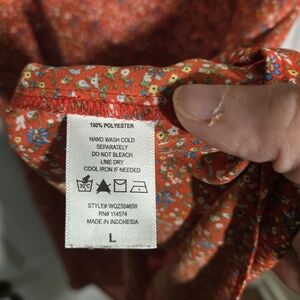 100% POLYESTER
HAND WASH COLD
SEPARATELY
DO NOT BLEACH
LINE DRY
COOL IRON IF NEEDED
30°C
STYLE# WQZ504659
RN# 114574
MADE IN INDONESIA
L